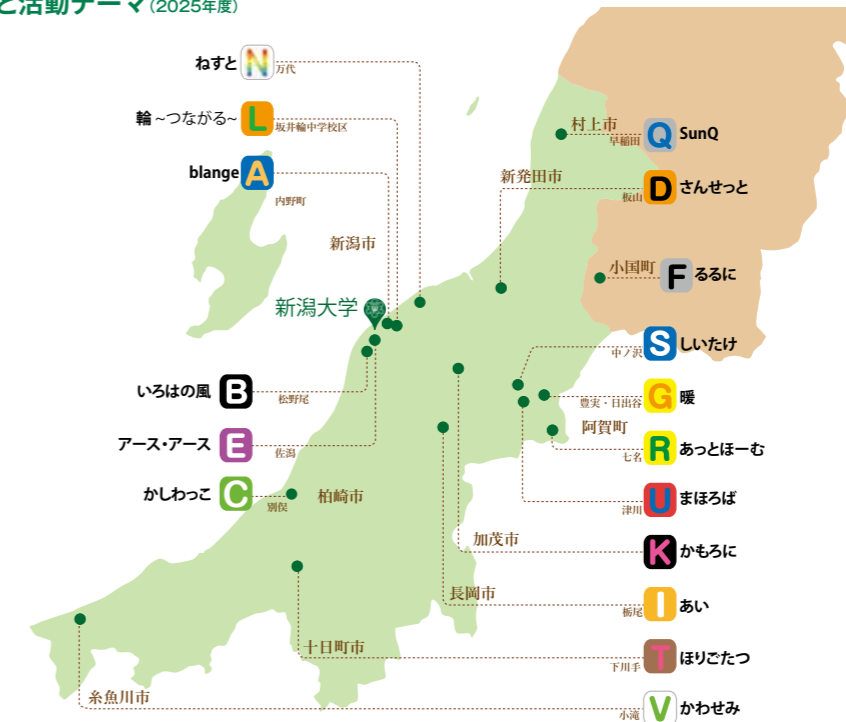 と活動テーマ(2025年度)
ねすと N 万代
輪~つながる~ L 坂井輪中学校区
blange A 内野町
新潟市
新潟大学
いろはの風 B 松野尾
アース・アース E 佐潟
かしわっこ C 別俣
柏崎市
村上市
早稲田 Q SunQ
新発田市
板山 D さんせっと
小国町 F るるに
中ノ沢 S しいたけ
豊実・日出谷 G 暖
阿賀町
七名 R あっとほーむ
津川 U まほろば
加茂市
K かもろに
長岡市
栃尾 I あい
十日町市
下川手 T ほりごたつ
糸魚川市
小滝 V かわせみ